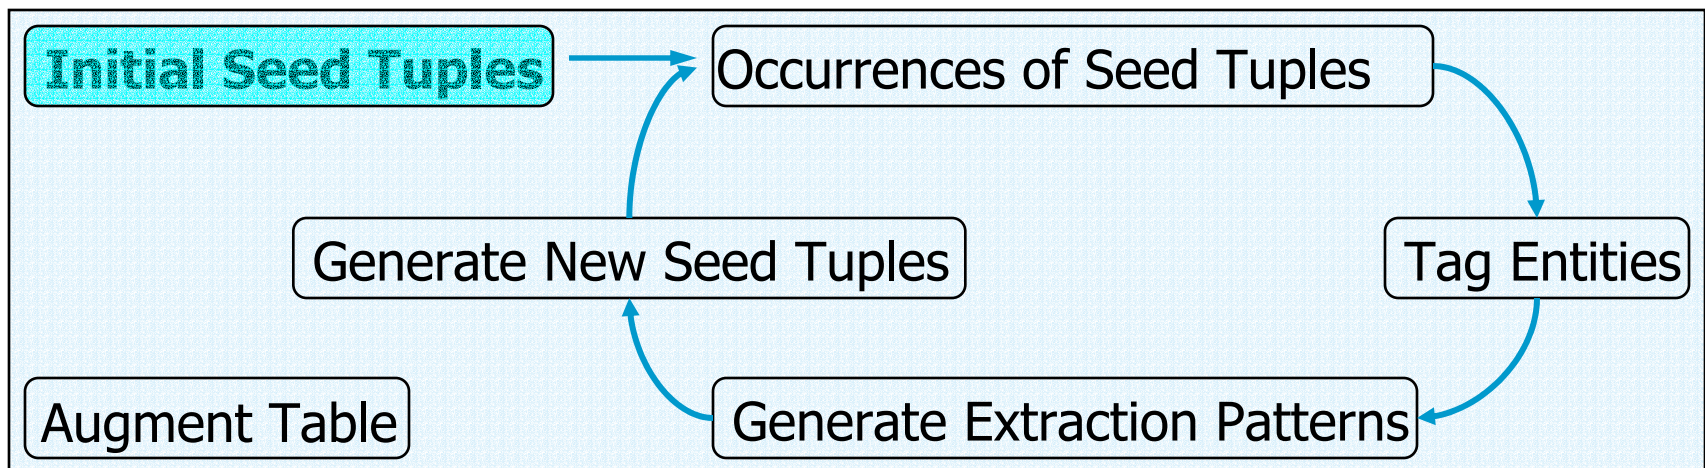 Initial Seed Tuples
Occurrences of Seed Tuples
Generate New Seed Tuples
Tag Entities
Augment Table
Generate Extraction Patterns